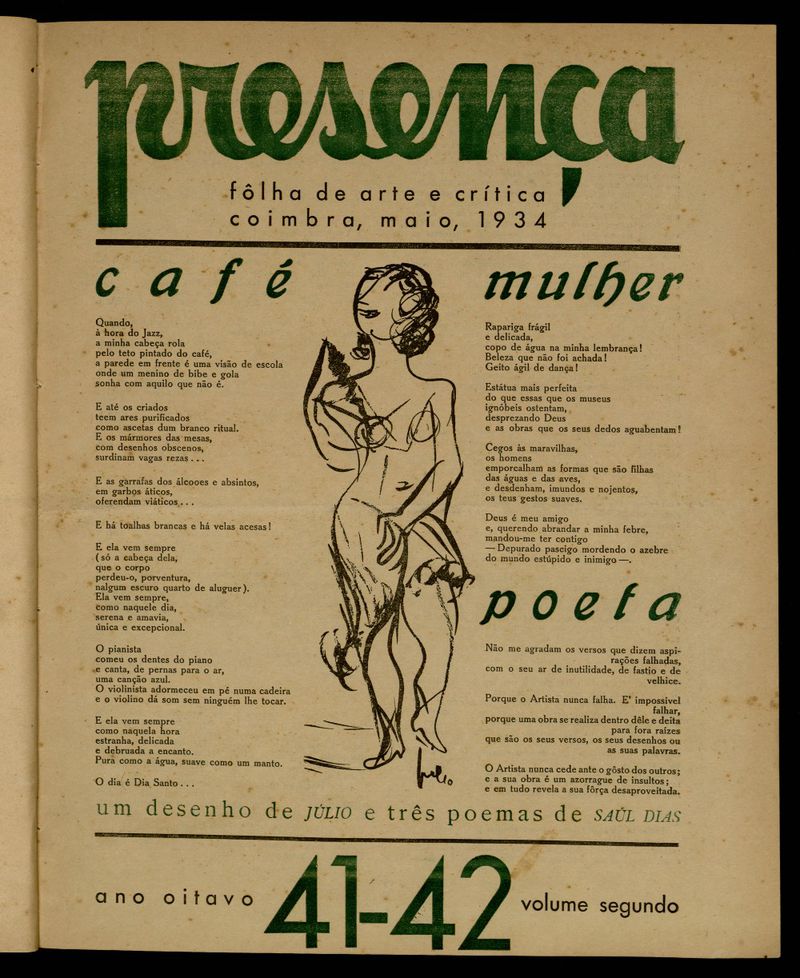 presença
fôlha de arte e crítica
coimbra, maio, 1934
café
Quando,
à hora do Jazz,
a minha cabeça rola
pelo teto pintado do café,
a parede em frente é uma visão de escola
onde um menino de bibe e gola
sonha com aquilo que não é.
E até os criados
teem ares purificados
como ascetas dum branco ritual.
E os mármores das mesas,
com desenhos obscenos,
surdinam vagas rezas . . .
E as garrafas dos álcooes e absintos,
em garbos áticos,
oferendam viáticos . . .
E há toalhas brancas e há velas acesas!
E ela vem sempre
(só a cabeça dela,
que o corpo
perdeu-o, porventura,
nalgum escuro quarto de aluguer).
Ela vem sempre,
como naquele dia,
serena e amavia,
única e excepcional.
O pianista
comeu os dentes do piano
e canta, de pernas para o ar,
uma canção azul.
O violinista adormeceu em pé numa cadeira
e o violino dá som sem ninguém lhe tocar.
E ela vem sempre
como naquela hora
estranha, delicada
e debruada a encanto.
Pura como a água, suave como um manto.
O dia é Dia Santo . . .
mulher
Rapariga frágil
e delicada,
copo de água na minha lembrança!
Beleza que não foi achada!
Geito ágil de dança!
Estátua mais perfeita
do que essas que os museus
ignóbeis ostentam,
desprezando Deus
e as obras que os seus dedos aguabentam!
Cegos às maravilhas,
os homens
emporcalham as formas que são filhas
das águas e das aves,
e desdenham, imundos e nojentos,
os teus gestos suaves.
Deus é meu amigo
e, querendo abrandar a minha febre,
mandou-me ter contigo
— Depurado pascigo mordendo o azebre
do mundo estúpido e inimigo —.
poeta
Não me agradam os versos que dizem aspi-
rações falhadas,
com o seu ar de inutilidade, de fastio e de
velhice.
Porque o Artista nunca falha. E' impossivel
falhar,
porque uma obra se realiza dentro dêle e deita
para fora raízes
que são os seus versos, os seus desenhos ou
as suas palavras.
O Artista nunca cede ante o gôsto dos outros;
e a sua obra é um azorrague de insultos;
e em tudo revela a sua fôrça desaproveitada.
julio
um desenho de JÚLIO e três poemas de SAÚL DIAS
ano oitavo
41-42
volume segundo